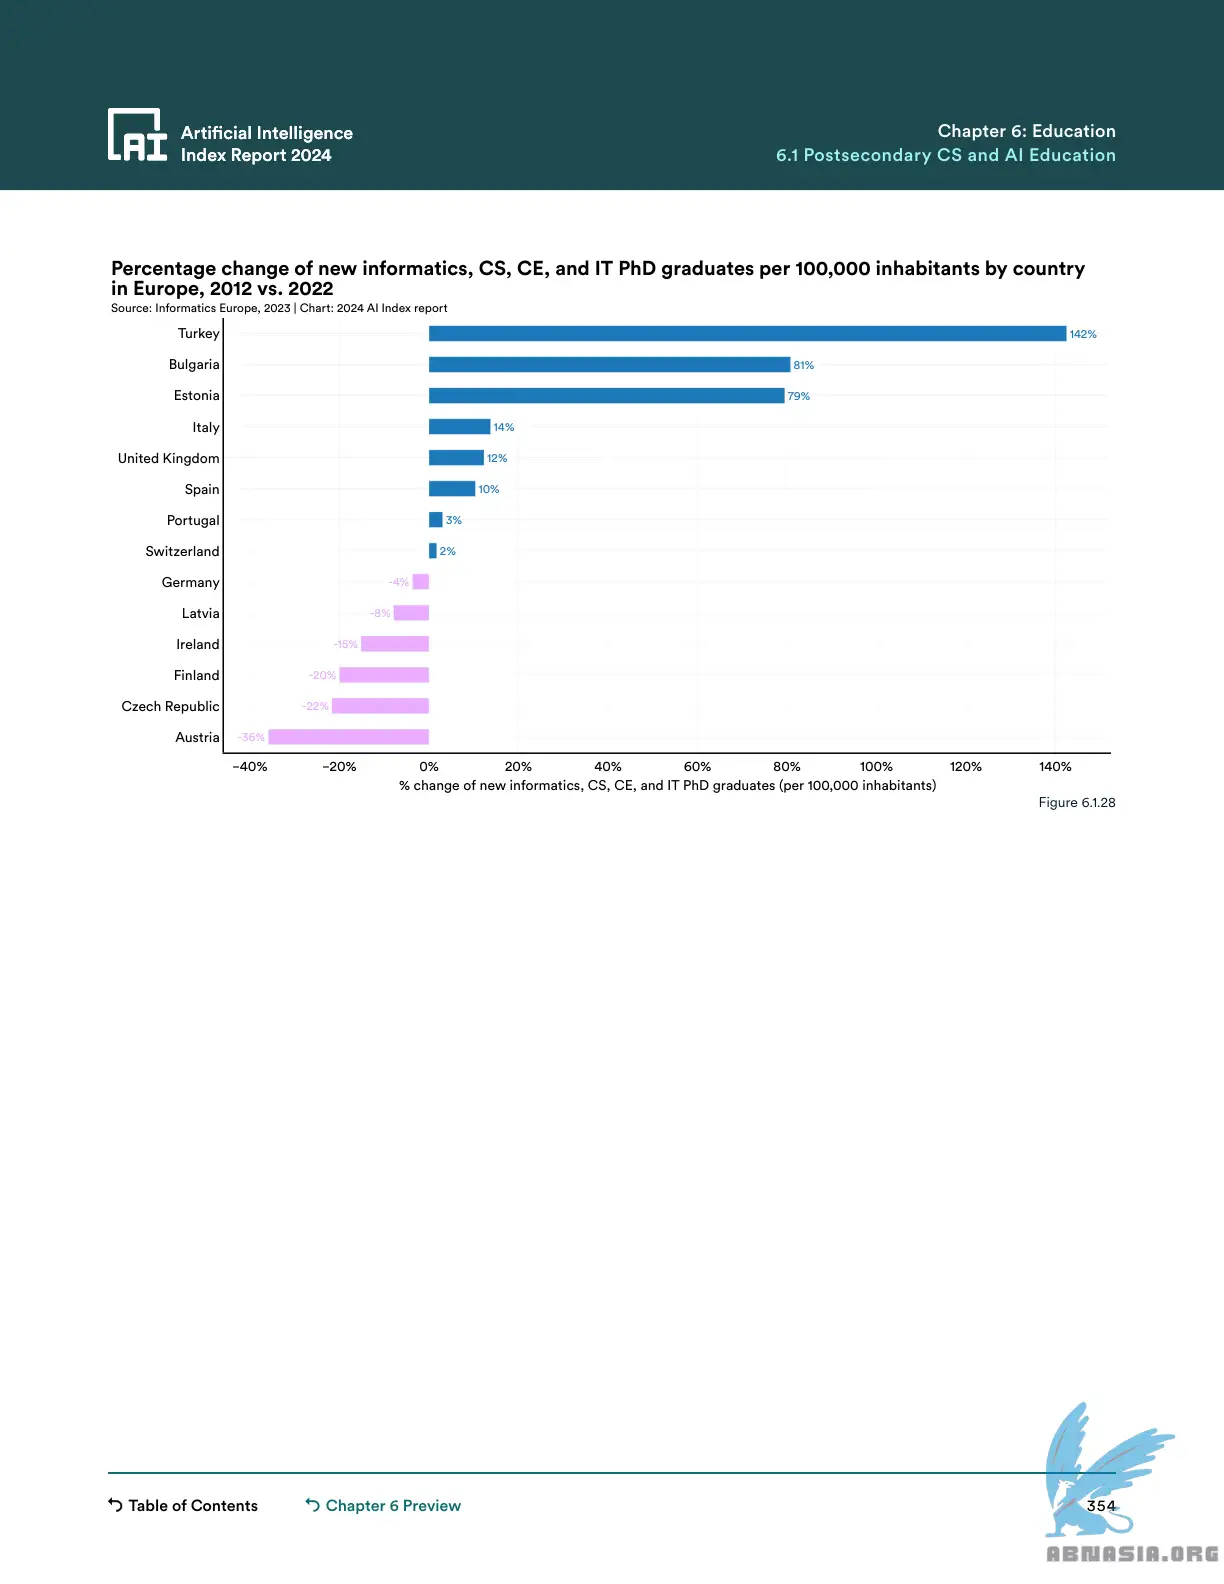 Artificial Intelligence
Index Report 2024
Chapter 6: Education
6.1 Postsecondary CS and AI Education
Percentage change of new informatics, CS, CE, and IT PhD graduates per 100,000 inhabitants by country
in Europe, 2012 vs. 2022
Source: Informatics Europe, 2023 | Chart: 2024 AI Index report
Turkey 142%
Bulgaria 81%
Estonia 79%
Italy 14%
United Kingdom 12%
Spain 10%
Portugal 3%
Switzerland 2%
Germany -4%
Latvia -8%
Ireland -15%
Finland -20%
Czech Republic -22%
Austria -36%
−40% −20% 0% 20% 40% 60% 80% 100% 120% 140%
% change of new informatics, CS, CE, and IT PhD graduates (per 100,000 inhabitants)
Figure 6.1.28
Table of Contents
Chapter 6 Preview
354
ABNASIA.ORG